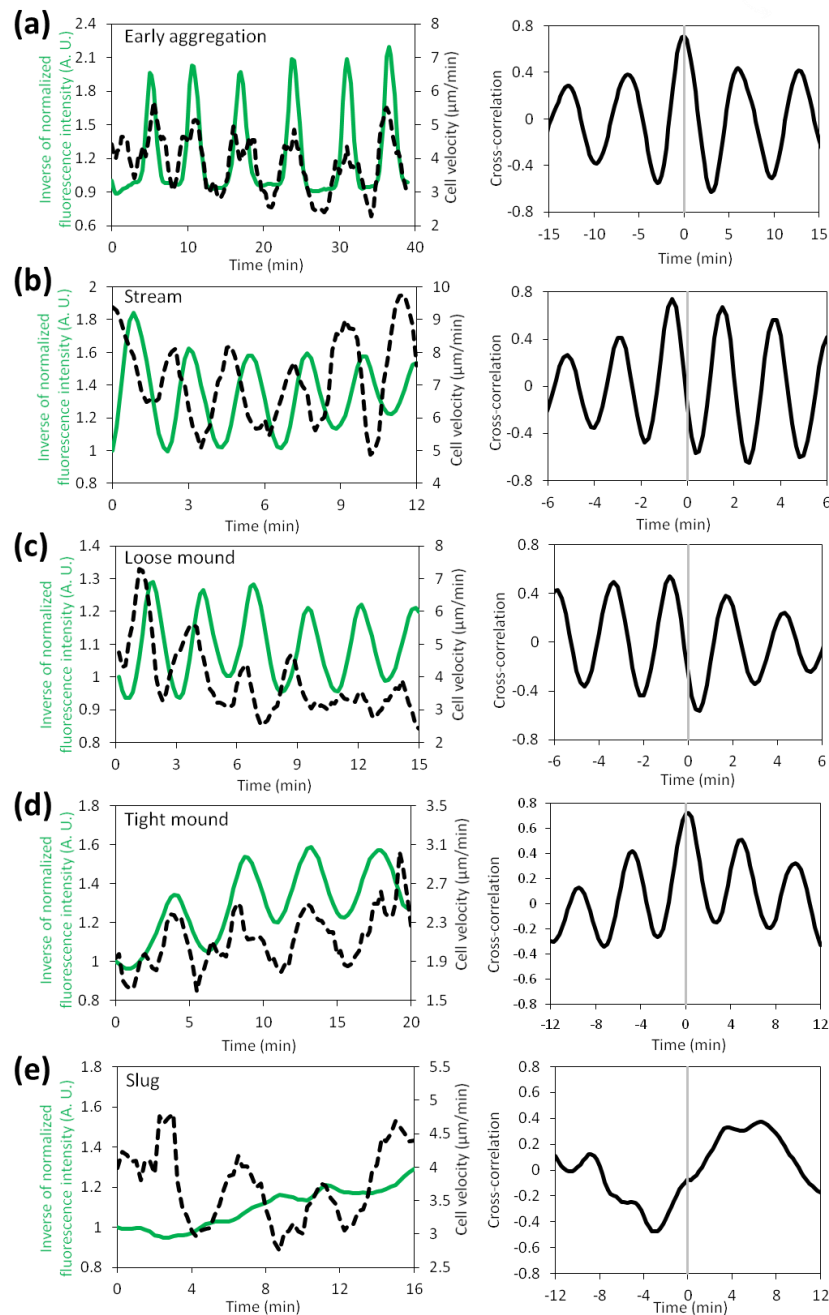 (a)
Early aggregation
Inverse of normalized
fluorescence intensity (A. U.)
2.4
2.1
1.8
1.5
1.2
0.9
0.6
8
7
6
5
4
3
2
Cell velocity (µm/min)
0 10 20 30 40
Time (min)
Cross-correlation
0.8
0.4
0
-0.4
-0.8
-15 -10 -5 0 5 10 15
Time (min)
(b)
Stream
Inverse of normalized
fluorescence intensity (A. U.)
2
1.8
1.6
1.4
1.2
1
0.8
10
9
8
7
6
5
4
Cell velocity (µm/min)
0 3 6 9 12
Time (min)
Cross-correlation
0.8
0.4
0
-0.4
-0.8
-6 -4 -2 0 2 4 6
Time (min)
(c)
Loose mound
Inverse of normalized
fluorescence intensity (A. U.)
1.4
1.3
1.2
1.1
1
0.9
0.8
8
7
6
5
4
3
2
Cell velocity (µm/min)
0 3 6 9 12 15
Time (min)
Cross-correlation
0.8
0.4
0
-0.4
-0.8
-6 -4 -2 0 2 4 6
Time (min)
(d)
Tight mound
Inverse of normalized
fluorescence intensity (A. U.)
1.8
1.6
1.4
1.2
1
0.8
3.5
3.1
2.7
2.3
1.9
1.5
Cell velocity (µm/min)
0 5 10 15 20
Time (min)
Cross-correlation
0.8
0.6
0.4
0.2
0.0
-0.2
-0.4
-0.6
-0.8
-12 -8 -4 0 4 8 12
Time (min)
(e)
Slug
Inverse of normalized
fluorescence intensity (A. U.)
1.8
1.6
1.4
1.2
1
0.8
5.5
5.0
4.5
4.0
3.5
3.0
2.5
Cell velocity (µm/min)
0 4 8 12 16
Time (min)
Cross-correlation
0.8
0.6
0.4
0.2
0
-0.2
-0.4
-0.6
-0.8
-12 -8 -4 0 4 8 12
Time (min)